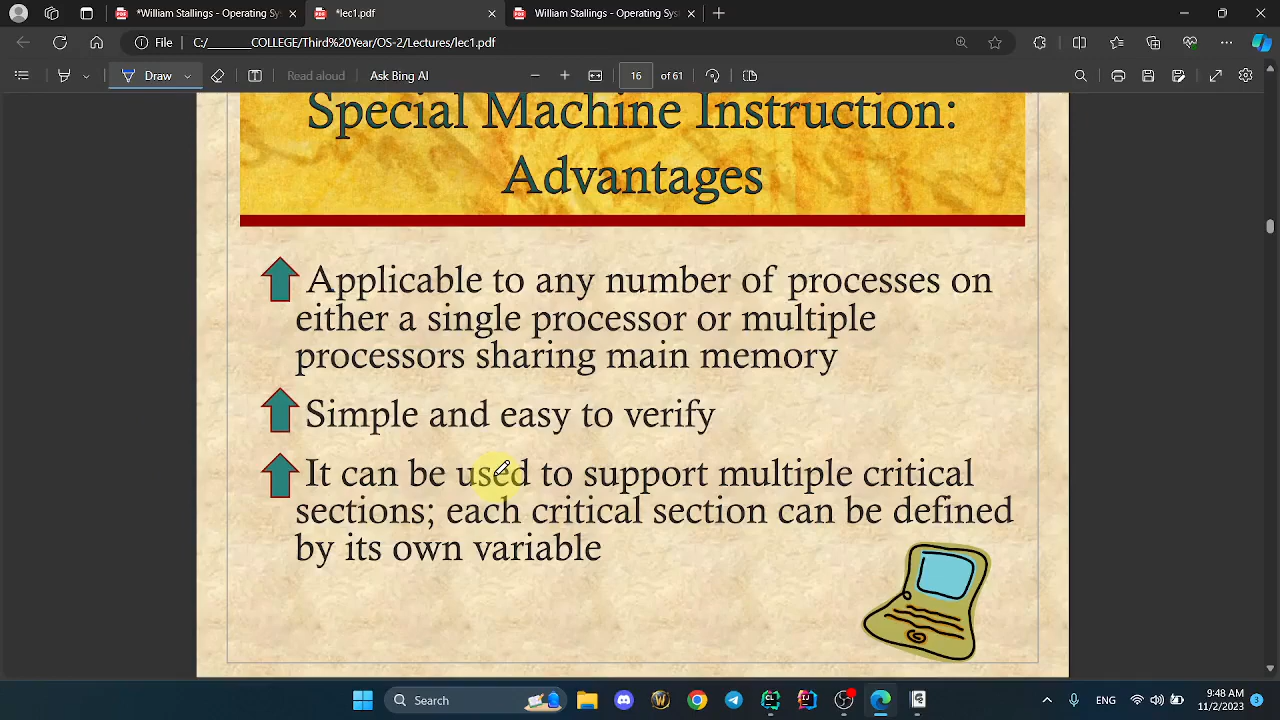 *William Stallings - Operating Sy:
*lec1.pdf
William Stallings - Operating Sys
File
C:/______COLLEGE/Third%20Year/OS-2/Lectures/lec1.pdf
Draw
Read aloud
Ask Bing AI
16
of 61
Special Machine Instruction:
Advantages
Applicable to any number of processes on
either a single processor or multiple
processors sharing main memory
Simple and easy to verify
It can be used to support multiple critical
sections; each critical section can be defined
by its own variable
Search
ENG
9:48 AM
11/2/2023
3